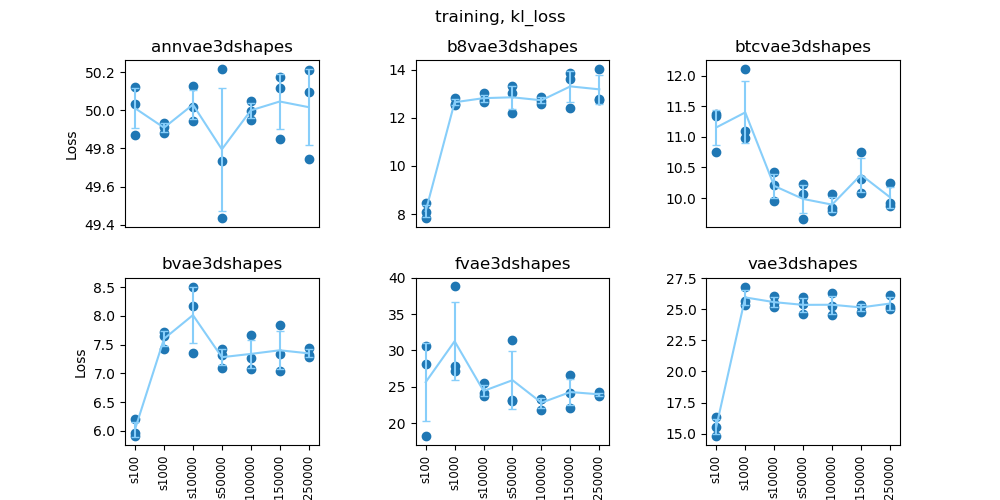 training, kl_loss
annvae3dshapes
b8vae3dshapes
btcvae3dshapes
50.2
50.0
49.8
49.6
49.4
Loss
14
12
10
8
12.0
11.5
11.0
10.5
10.0
bvae3dshapes
fvae3dshapes
vae3dshapes
8.5
8.0
7.5
7.0
6.5
6.0
Loss
40
35
30
25
20
27.5
25.0
22.5
20.0
17.5
15.0
s100
s1000
s10000
s50000
100000
150000
250000
s100
s1000
s10000
s50000
100000
150000
250000
s100
s1000
s10000
s50000
100000
150000
250000